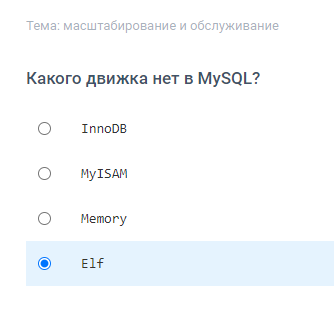 Тема: масштабирование и обслуживание
Какого движка нет в MySQL?
InnoDB
MyISAM
Memory
Elf